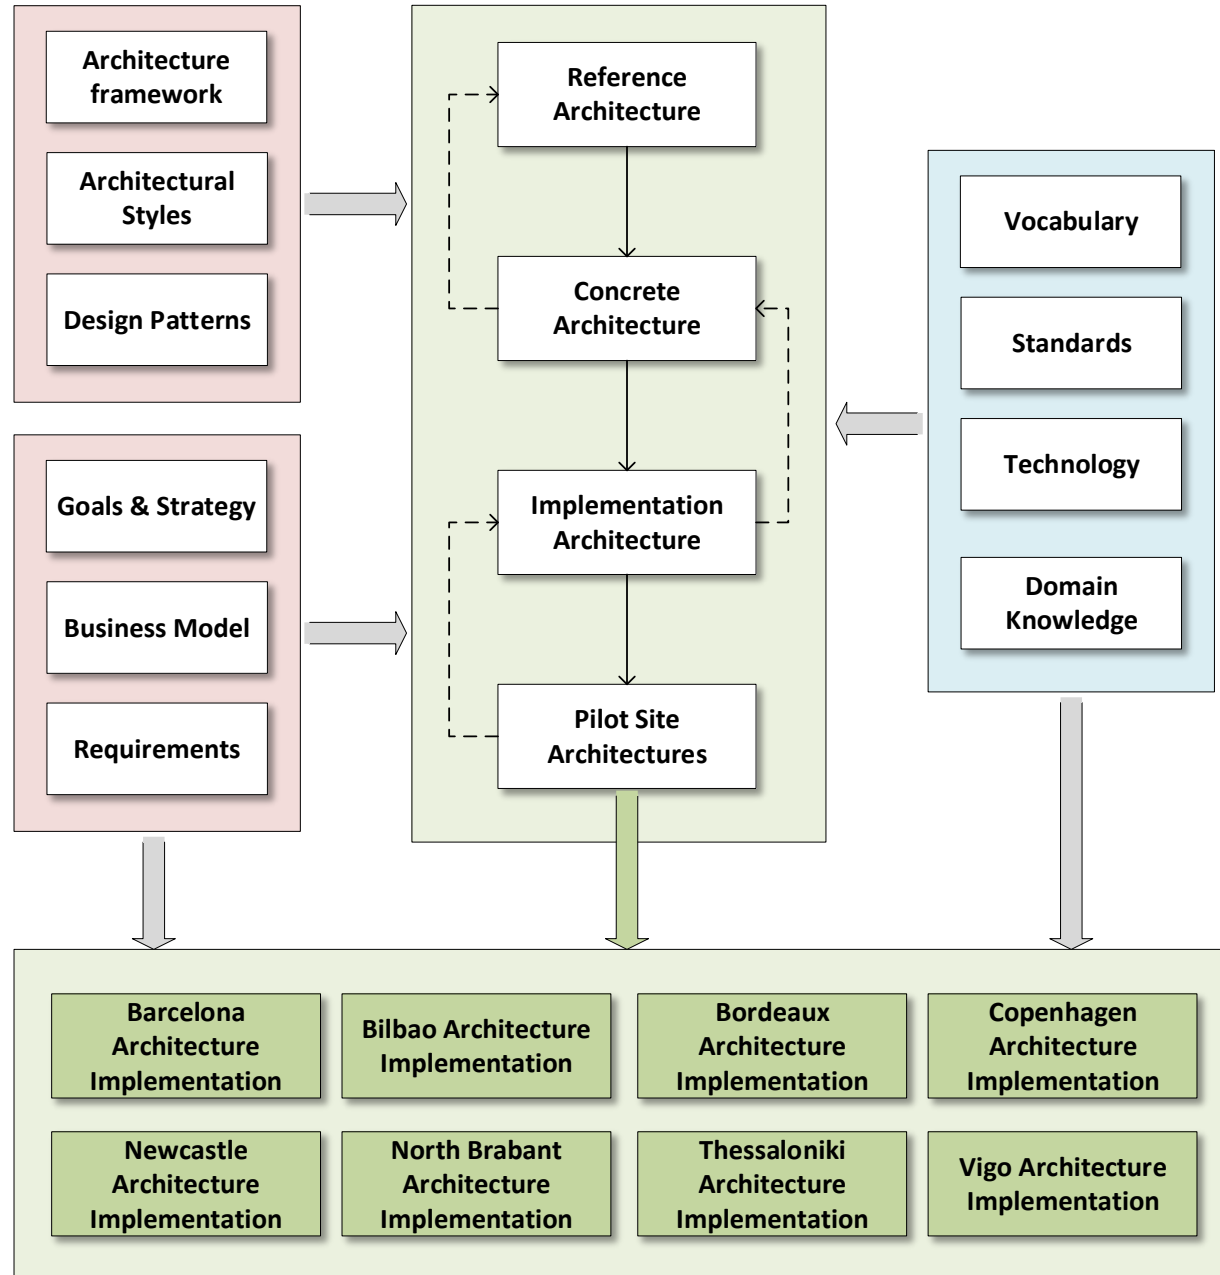 Architecture
framework
Architectural
Styles
Design Patterns
Goals & Strategy
Business Model
Requirements
Reference
Architecture
Concrete
Architecture
Implementation
Architecture
Pilot Site
Architectures
Vocabulary
Standards
Technology
Domain
Knowledge
Barcelona
Architecture
Implementation
Bilbao Architecture
Implementation
Bordeaux
Architecture
Implementation
Copenhagen
Architecture
Implementation
Newcastle
Architecture
Implementation
North Brabant
Architecture
Implementation
Thessaloniki
Architecture
Implementation
Vigo Architecture
Implementation